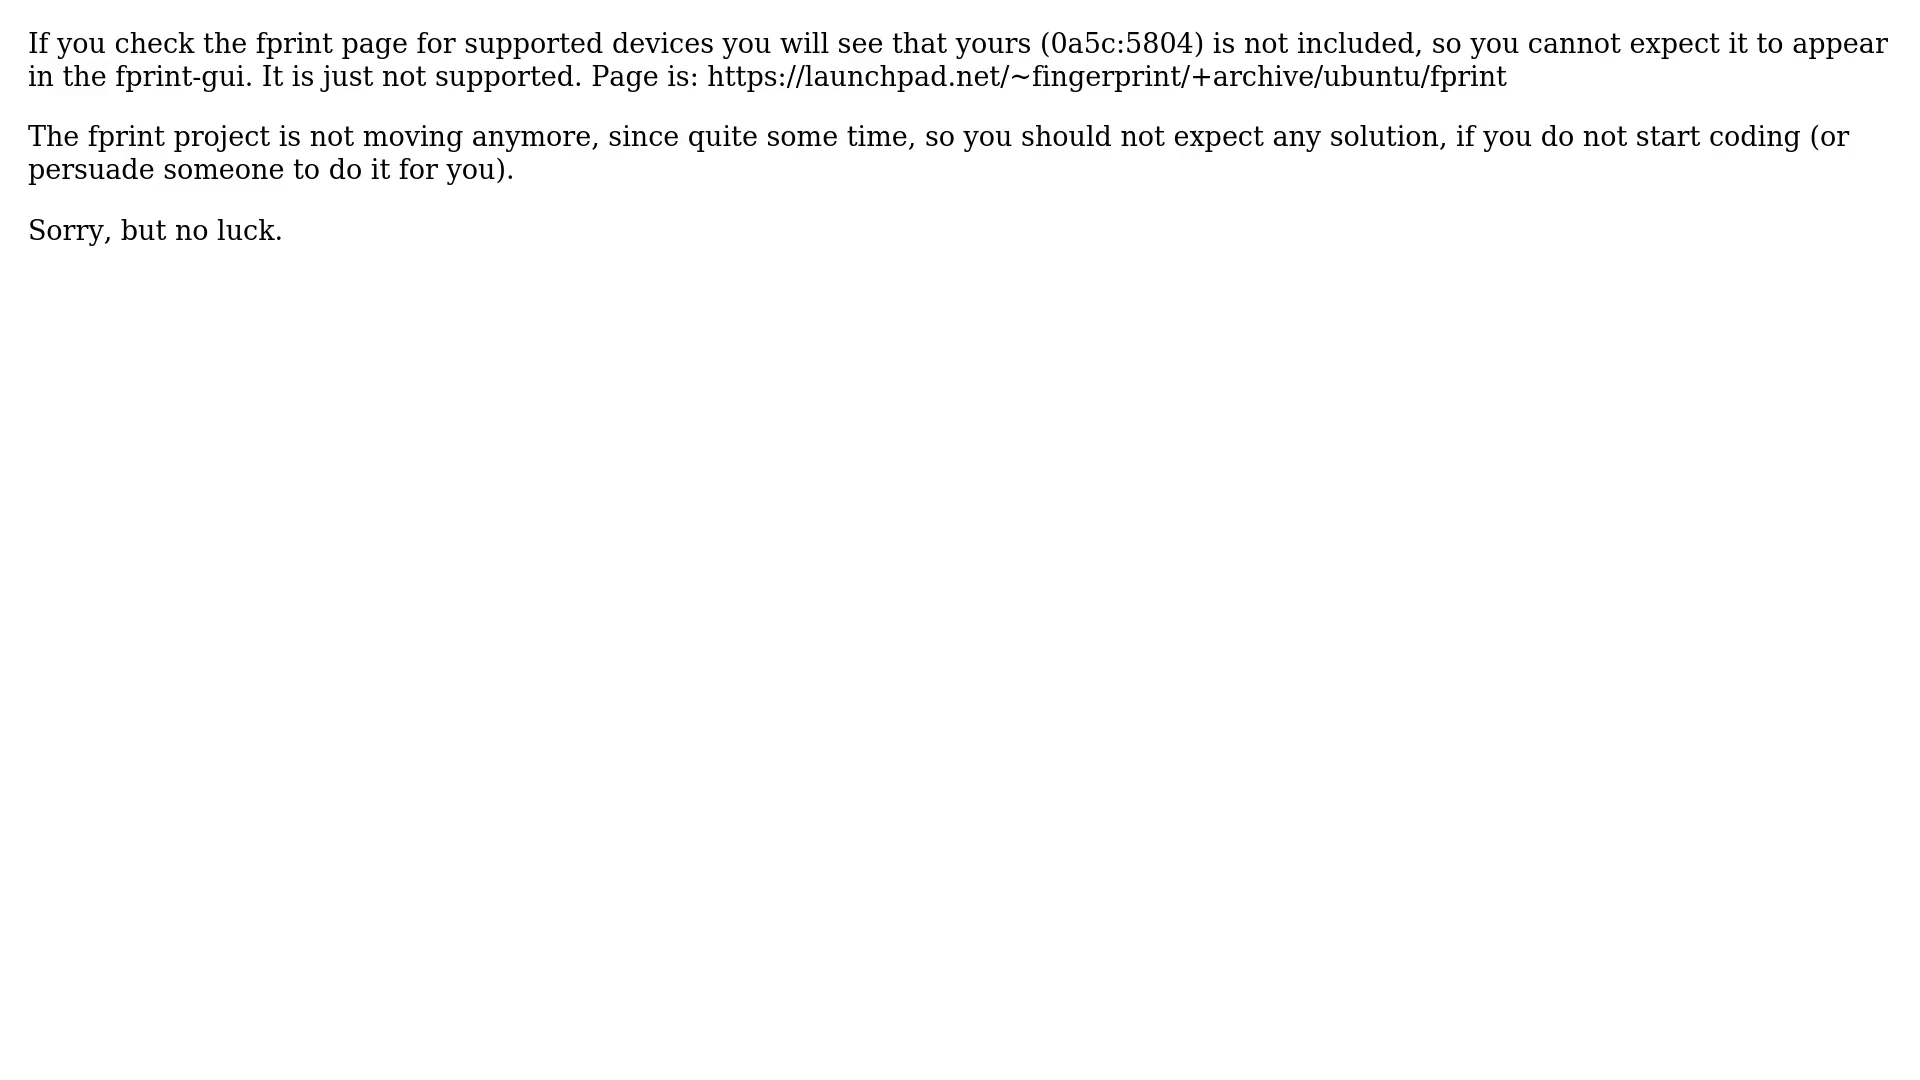 If you check the fprint page for supported devices you will see that yours (0a5c:5804) is not included, so you cannot expect it to appear
in the fprint-gui. It is just not supported. Page is: https://launchpad.net/~fingerprint/+archive/ubuntu/fprint
The fprint project is not moving anymore, since quite some time, so you should not expect any solution, if you do not start coding (or
persuade someone to do it for you).
Sorry, but no luck.